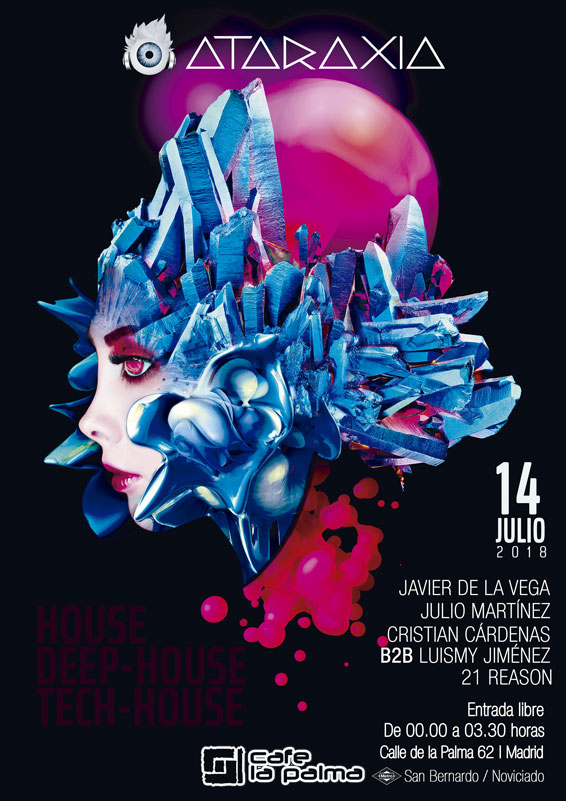 ATARAXIA
14
JULIO
2018
JAVIER DE LA VEGA
JULIO MARTÍNEZ
CRISTIAN CÁRDENAS
B2B LUISMY JIMÉNEZ
21 REASON
HOUSE
DEEP-HOUSE
TECH-HOUSE
Entrada libre
De 00.00 a 03.30 horas
Calle de la Palma 62 I Madrid
San Bernardo / Noviciado
cafe
la palma